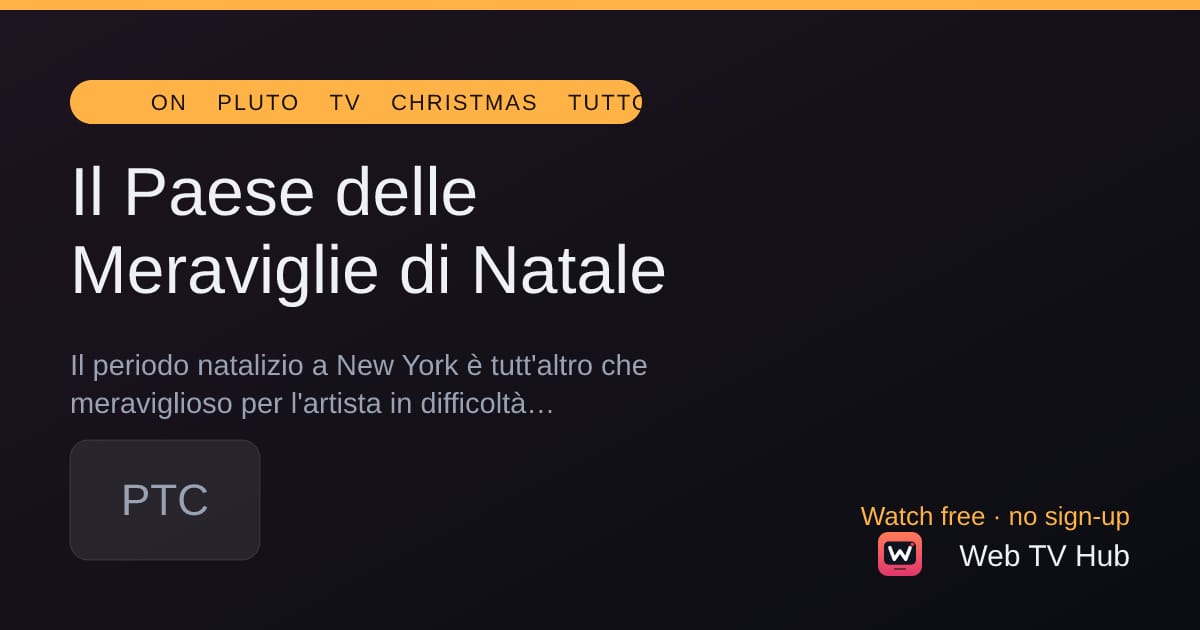 ON PLUTO TV CHRISTMAS TUTTO
Il Paese delle
Meraviglie di Natale
Il periodo natalizio a New York è tutt'altro che
meraviglioso per l'artista in difficoltà…
PTC
Watch free · no sign-up
Web TV Hub